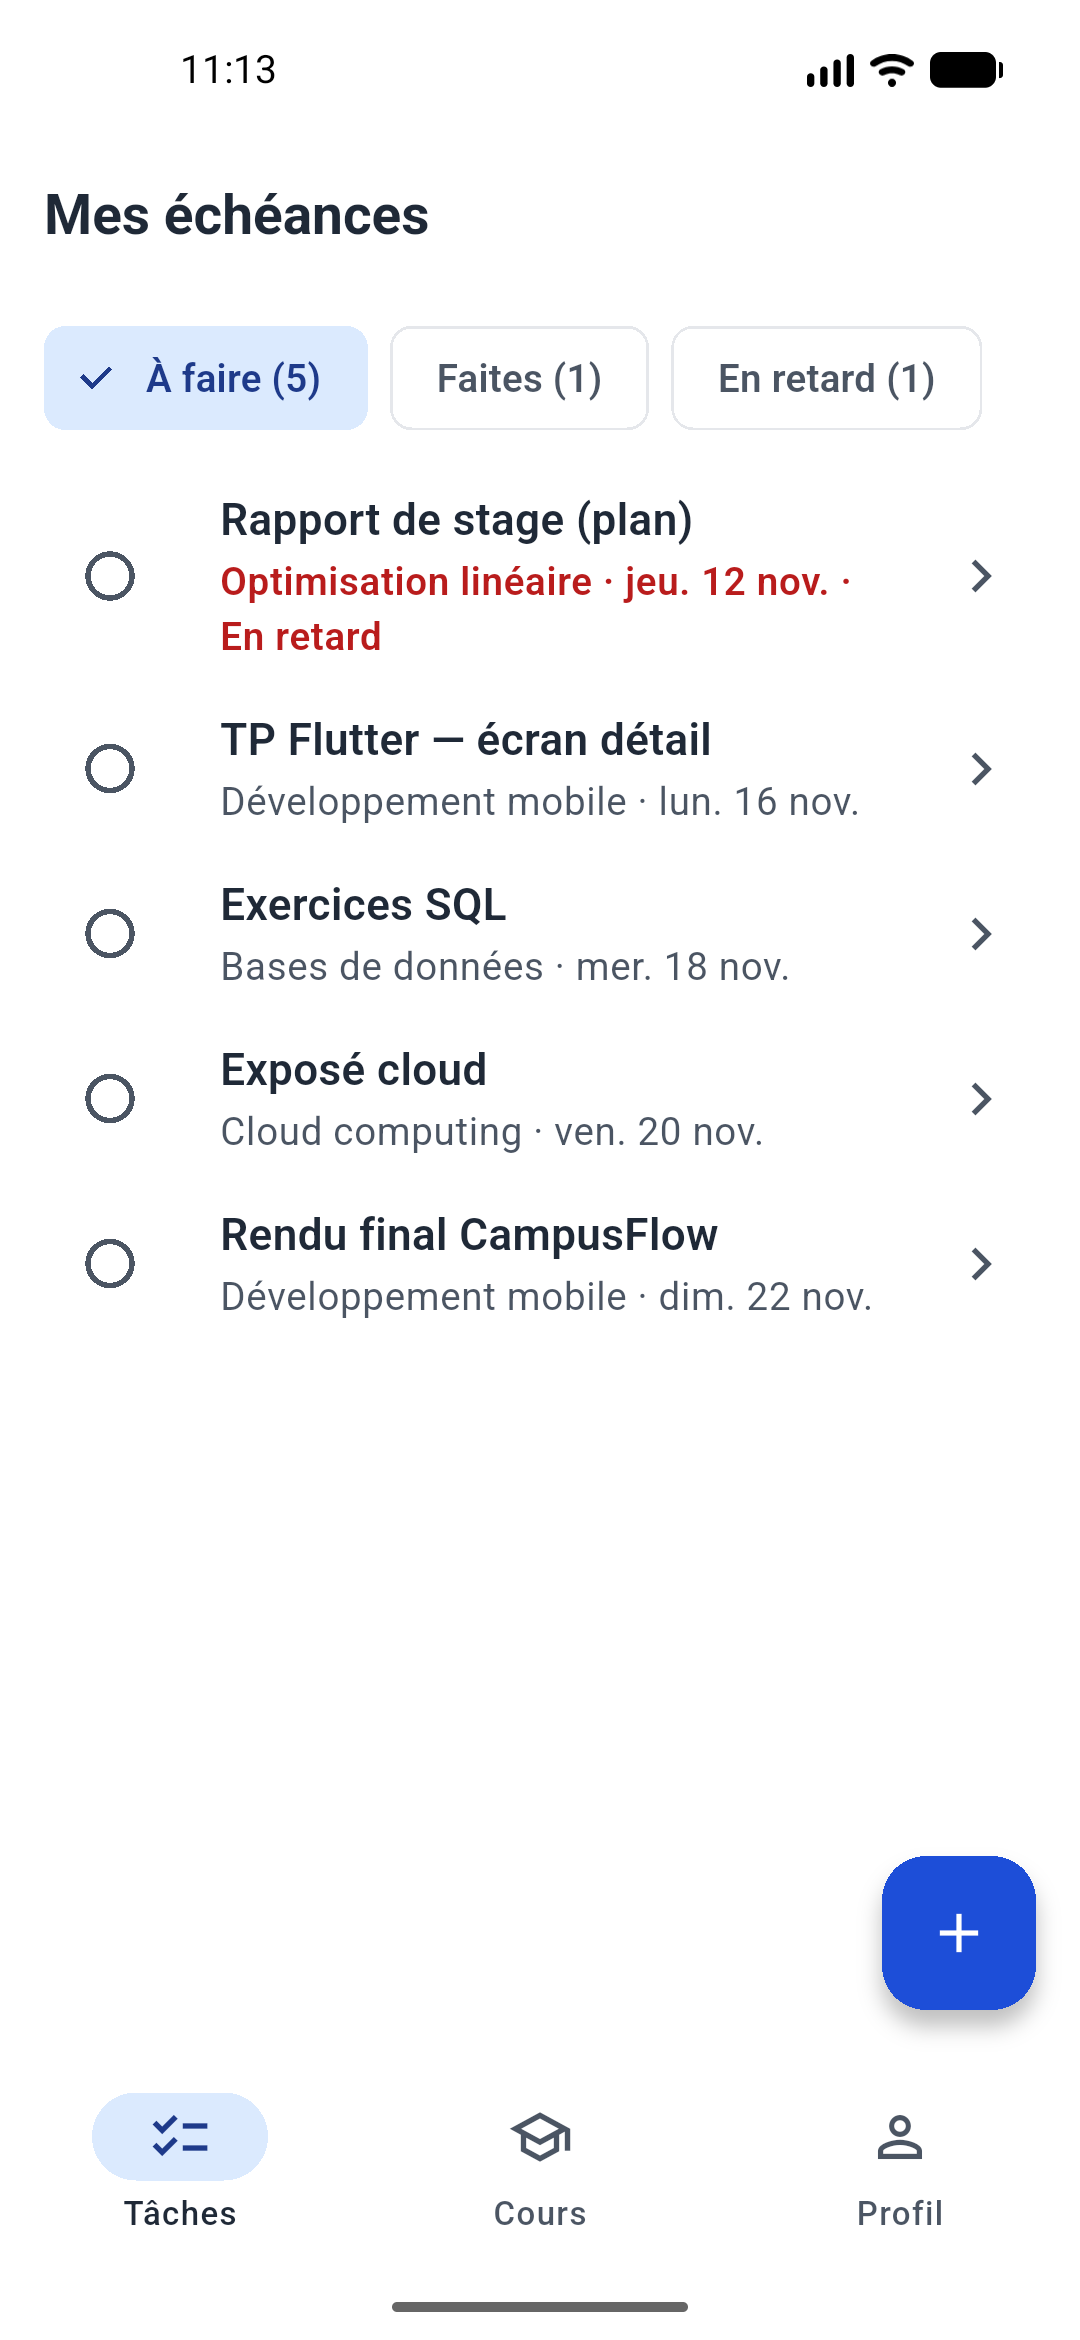 11:13
Mes échéances
À faire (5)
Faites (1)
En retard (1)
Rapport de stage (plan)
Optimisation linéaire · jeu. 12 nov. ·
En retard
TP Flutter — écran détail
Développement mobile · lun. 16 nov.
Exercices SQL
Bases de données · mer. 18 nov.
Exposé cloud
Cloud computing · ven. 20 nov.
Rendu final CampusFlow
Développement mobile · dim. 22 nov.
Tâches
Cours
Profil